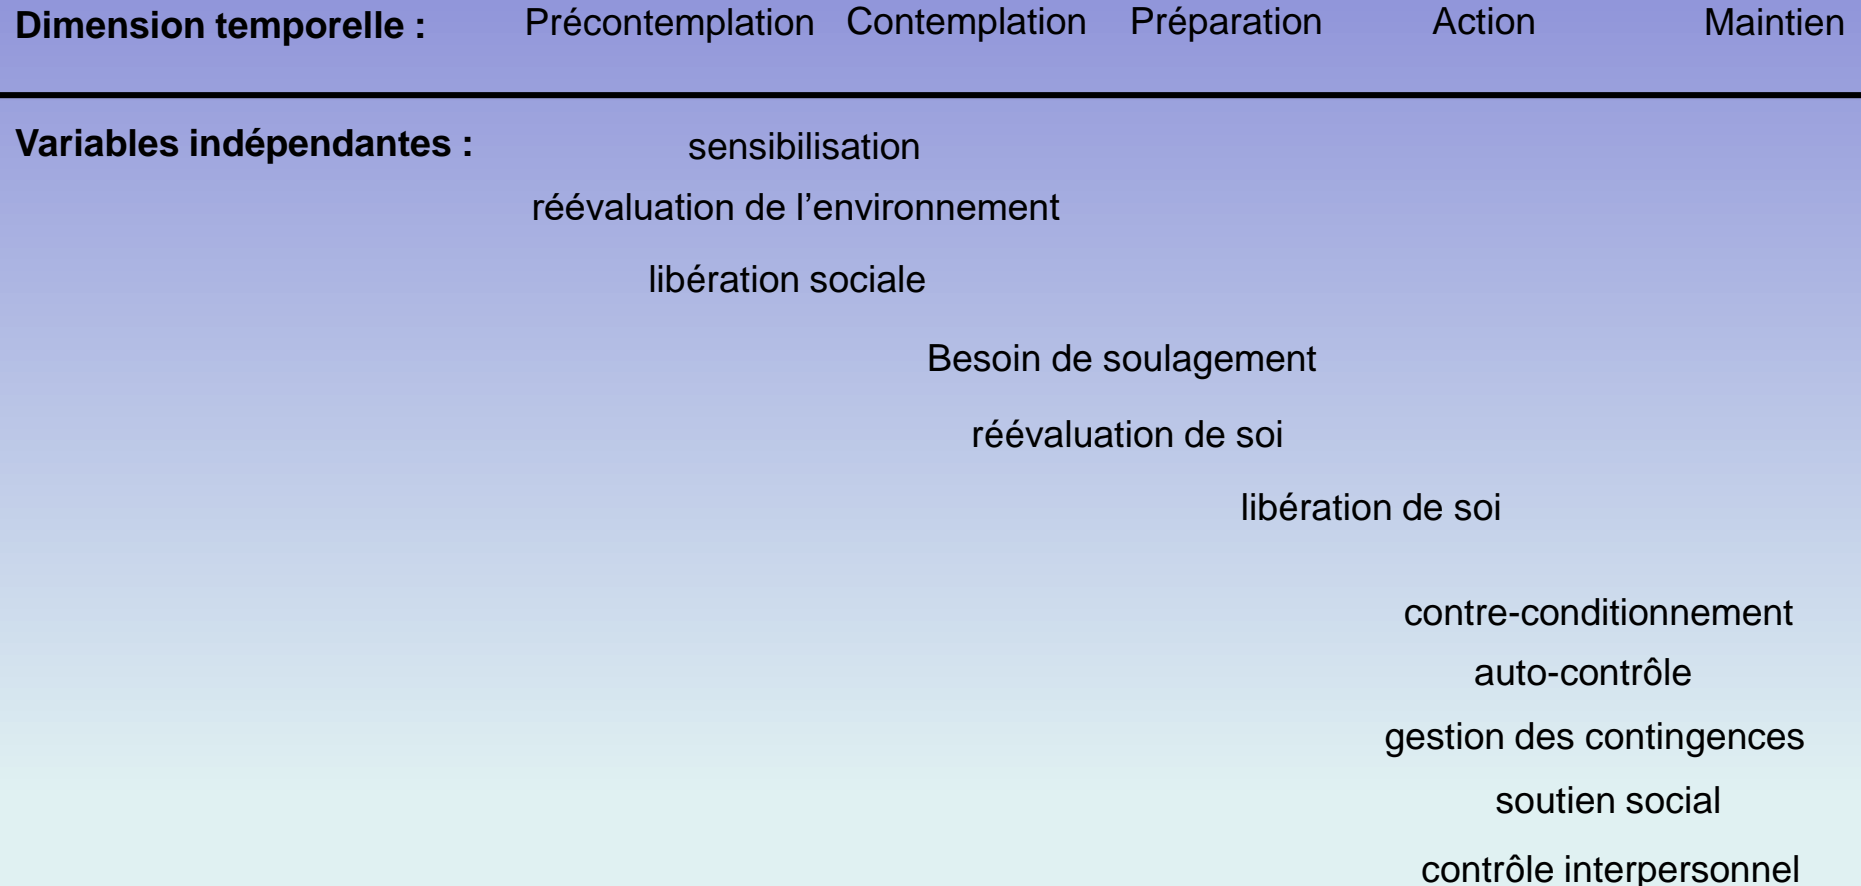 Dimension temporelle : Précontemplation Contemplation Préparation Action Maintien
Variables indépendantes : sensibilisation
réévaluation de l’environnement
libération sociale
Besoin de soulagement
réévaluation de soi
libération de soi
contre-conditionnement
auto-contrôle
gestion des contingences
soutien social
contrôle interpersonnel